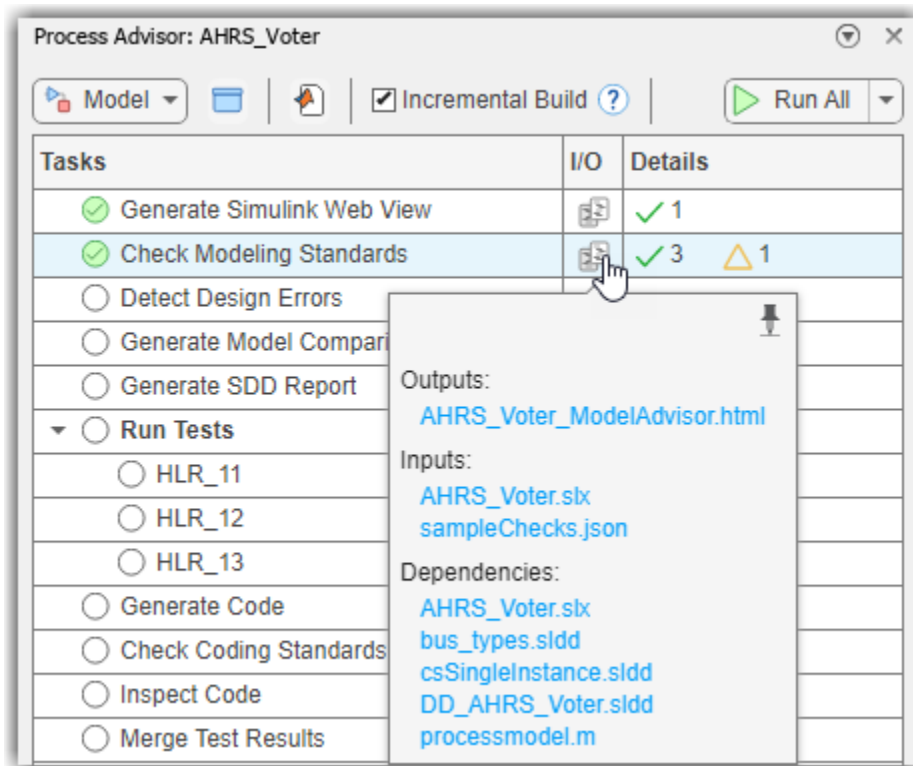 Process Advisor: AHRS_Voter
Model Incremental Build ? Run All
Tasks I/O Details
Generate Simulink Web View 1
Check Modeling Standards 3 1
Detect Design Errors
Generate Model Compari
Generate SDD Report
Run Tests
HLR_11
HLR_12
HLR_13
Generate Code
Check Coding Standards
Inspect Code
Merge Test Results
Outputs:
AHRS_Voter_ModelAdvisor.html
Inputs:
AHRS_Voter.slx
sampleChecks.json
Dependencies:
AHRS_Voter.slx
bus_types.sldd
csSingleInstance.sldd
DD_AHRS_Voter.sldd
processmodel.m